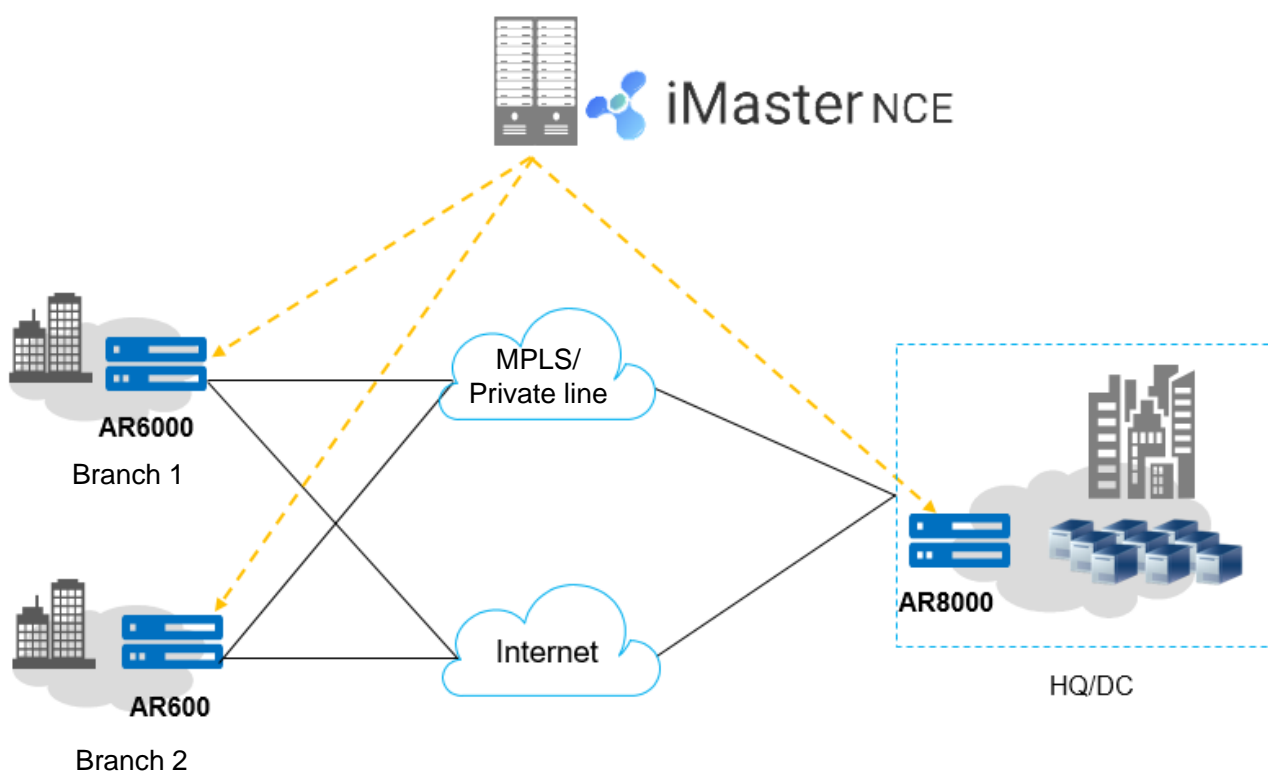 iMaster NCE
MPLS/
Private line
AR6000
Branch 1
Internet
AR8000
HQ/DC
AR600
Branch 2